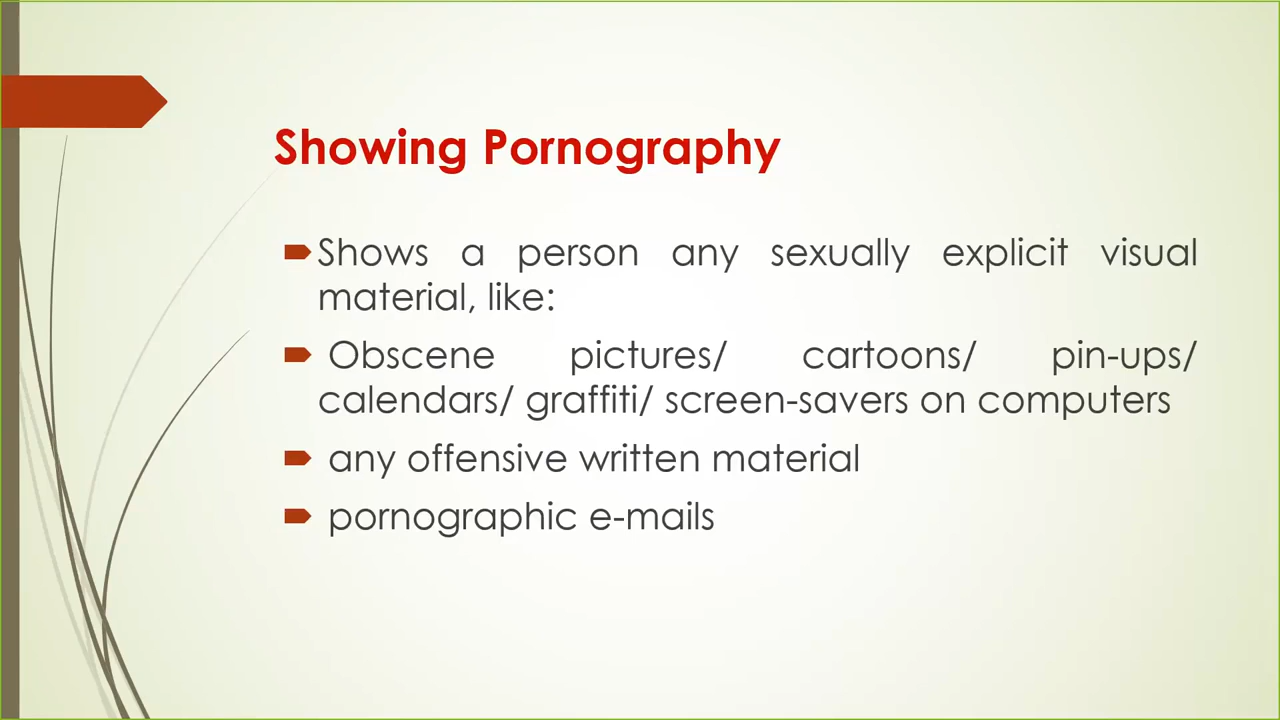 Showing Pornography
Shows a person any sexually explicit visual
material, like:
Obscene pictures/ cartoons/ pin-ups/
calendars/ graffiti/ screen-savers on computers
any offensive written material
pornographic e-mails